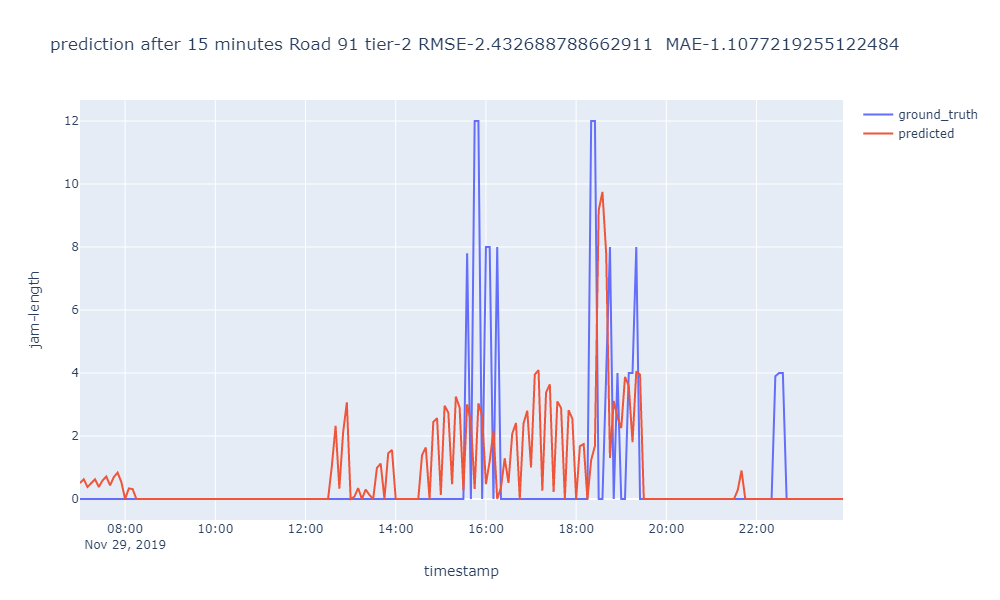 prediction after 15 minutes Road 91 tier-2 RMSE-2.432688788662911  MAE-1.1077219255122484
ground_truth
predicted
12
10
8
6
4
2
0
jam-length
08:00 10:00 12:00 14:00 16:00 18:00 20:00 22:00
Nov 29, 2019
timestamp